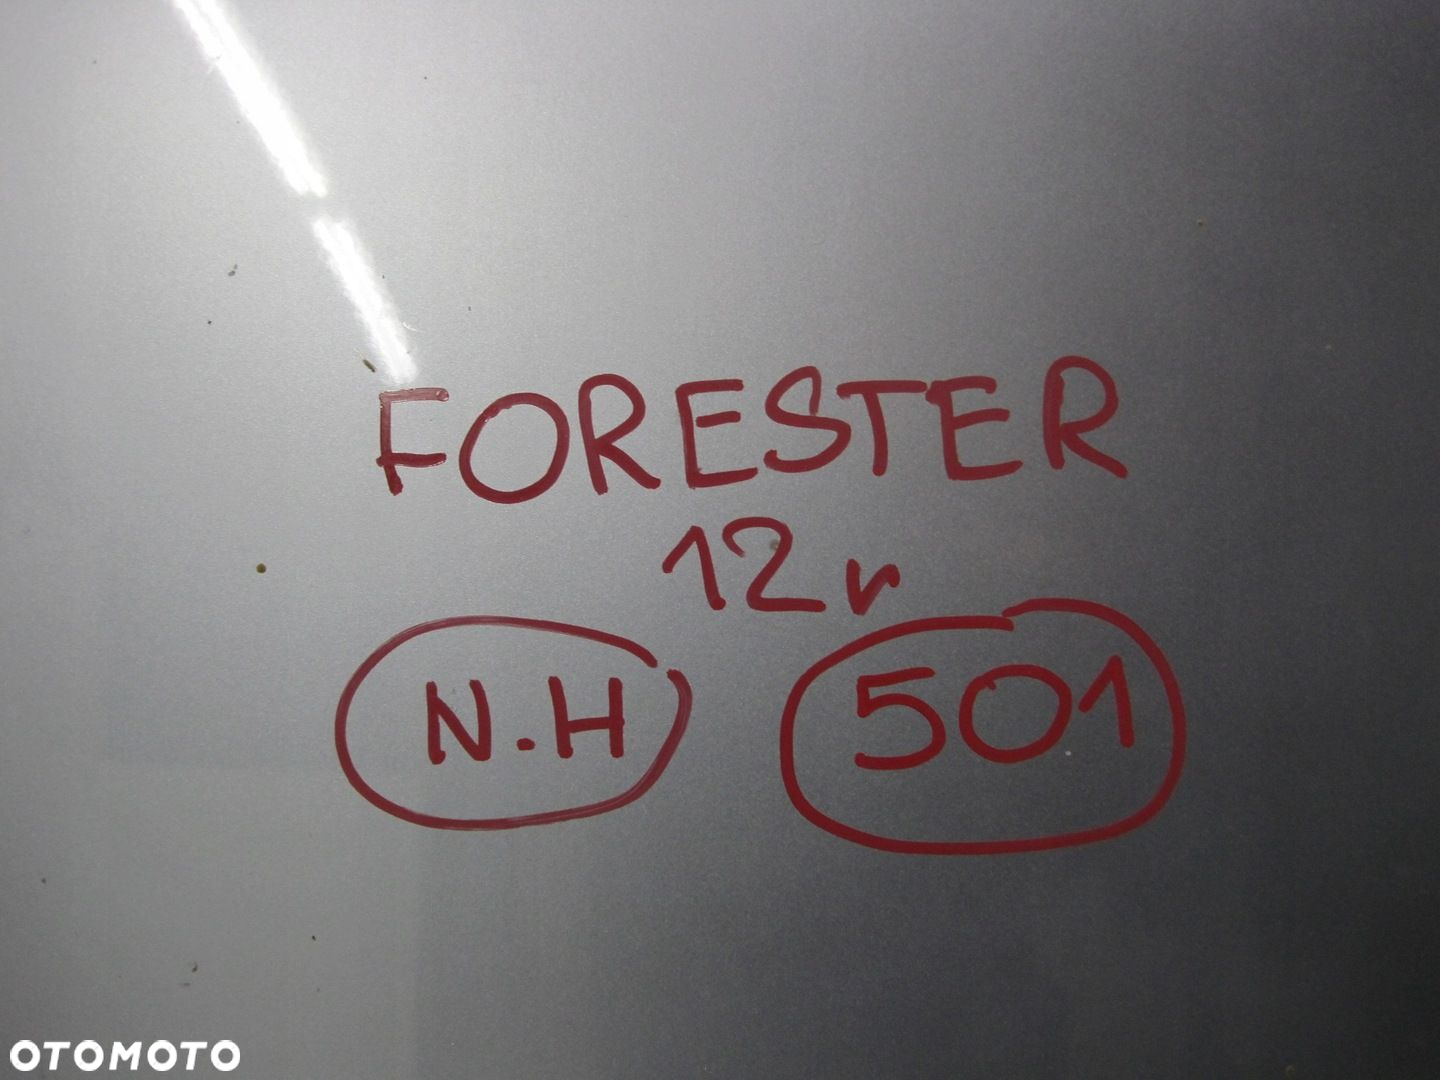 FORESTER
12r
N.H 501
OTOMOTO